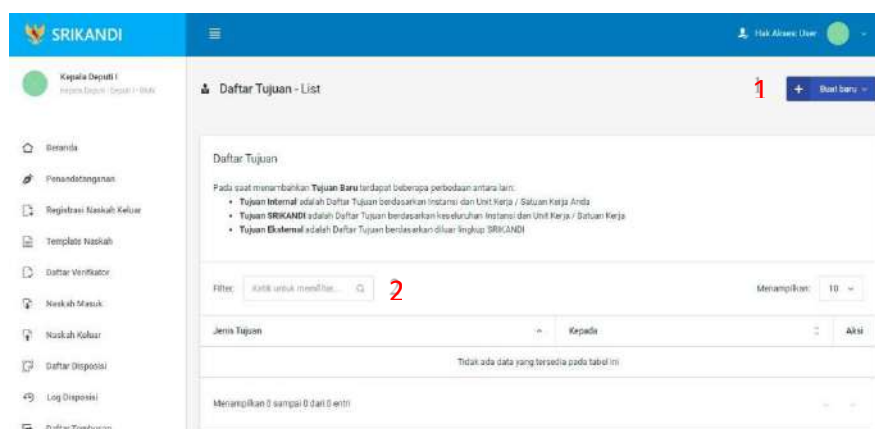 SRIKANDI
Hak Akses: User
Kepala Deputi I
Daftar Tujuan - List
1
+ Buat baru
Beranda
Penandatanganan
Registrasi Naskah Keluar
Template Naskah
Daftar Verifikator
Naskah Masuk
Naskah Keluar
Daftar Disposisi
Log Disposisi
Daftar Tembusan
Daftar Tujuan
Pada saat menambahkan Tujuan Baru terdapat beberapa perbedaan antara lain:
• Tujuan Internal adalah Daftar Tujuan berdasarkan Instansi dan Unit Kerja / Satuan Kerja Anda
• Tujuan SRIKANDI adalah Daftar Tujuan berdasarkan keseluruhan Instansi dan Unit Kerja / Satuan Kerja
• Tujuan Eksternal adalah Daftar Tujuan berdasarkan diluar lingkup SRIKANDI
Filter: Ketik untuk memfilter... 2 Menampilkan: 10
Jenis Tujuan Kepada Aksi
Tidak ada data yang tersedia pada tabel ini
Menampilkan 0 sampai 0 dari 0 entri